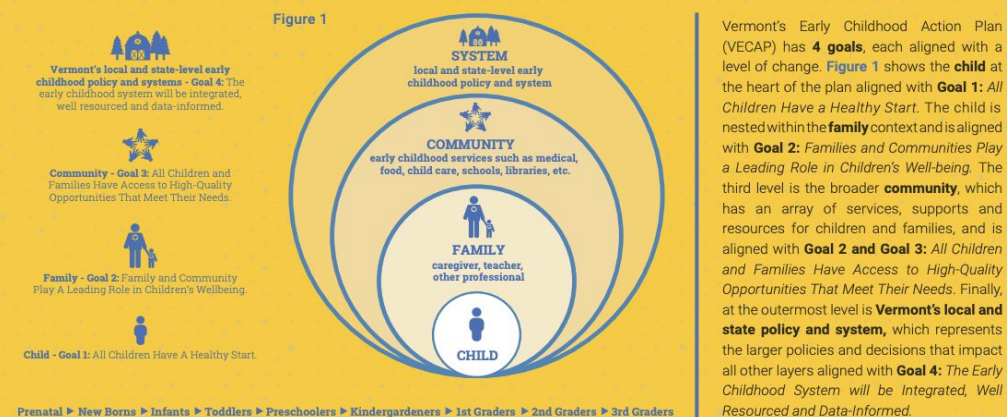 Figure 1
Vermont's local and state-level early
childhood policy and systems - Goal 4: The
early childhood system will be integrated,
well resourced and data-informed.
Community - Goal 3: All Children and
Families Have Access to High-Quality
Opportunities That Meet Their Needs.
Family - Goal 2: Family and Community
Play A Leading Role in Children's Wellbeing.
Child - Goal 1: All Children Have A Healthy Start.
SYSTEM
local and state-level early
childhood policy and system
COMMUNITY
early childhood services such as medical,
food, child care, schools, libraries, etc.
FAMILY
caregiver, teacher,
other professional
CHILD
Prenatal ▶ New Borns ▶ Infants ▶ Toddlers ▶ Preschoolers ▶ Kindergardeners ▶ 1st Graders ▶ 2nd Graders ▶ 3rd Graders
Vermont's Early Childhood Action Plan
(VECAP) has 4 goals, each aligned with a
level of change. Figure 1 shows the child at
the heart of the plan aligned with Goal 1: All
Children Have a Healthy Start. The child is
nested within the family context and is aligned
with Goal 2: Families and Communities Play
a Leading Role in Children's Well-being. The
third level is the broader community, which
has an array of services, supports and
resources for children and families, and is
aligned with Goal 2 and Goal 3: All Children
and Families Have Access to High-Quality
Opportunities That Meet Their Needs. Finally,
at the outermost level is Vermont's local and
state policy and system, which represents
the larger policies and decisions that impact
all other layers aligned with Goal 4: The Early
Childhood System will be Integrated, Well
Resourced and Data-Informed.